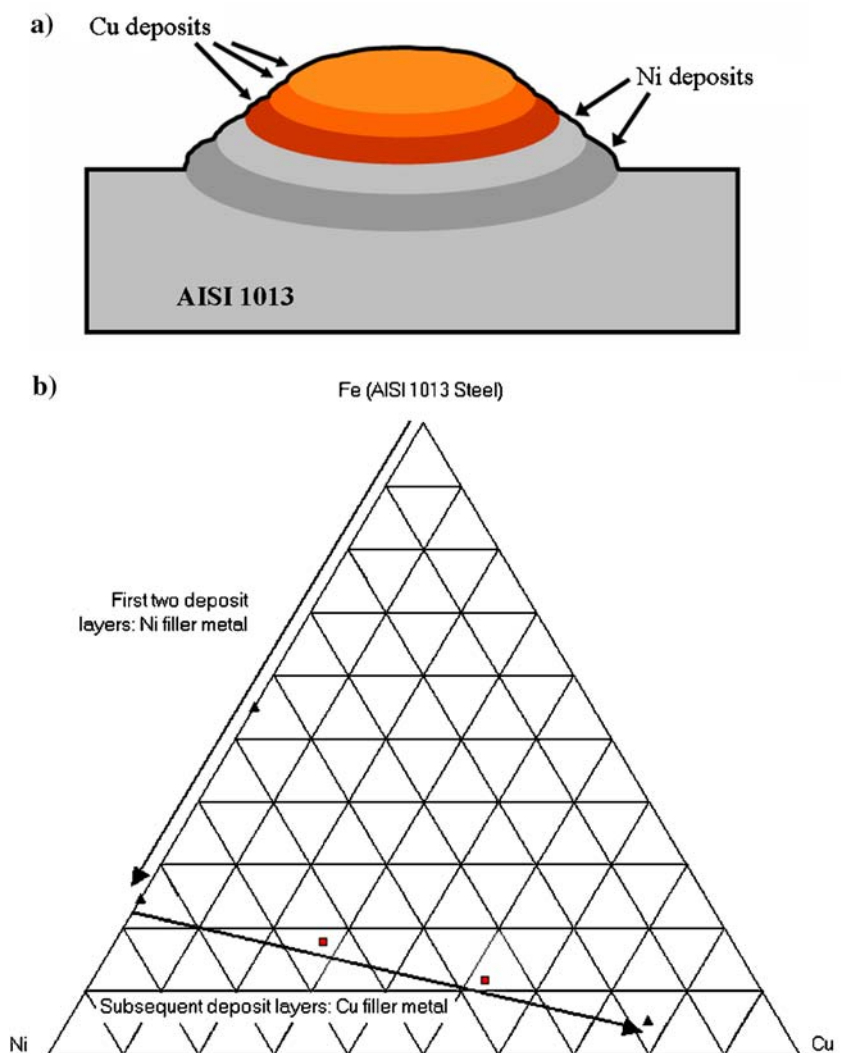 a)
Cu deposits
Ni deposits
AISI 1013
b)
Fe (AISI 1013 Steel)
First two deposit
layers: Ni filler metal
Subsequent deposit layers: Cu filler metal
Ni
Cu